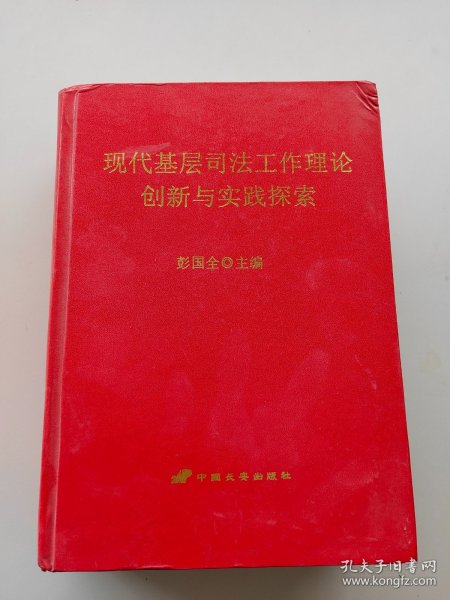 现代基层司法工作理论
创新与实践探索
彭国全◎主编
中国长安出版社
孔夫子旧书网
www.kongfz.com